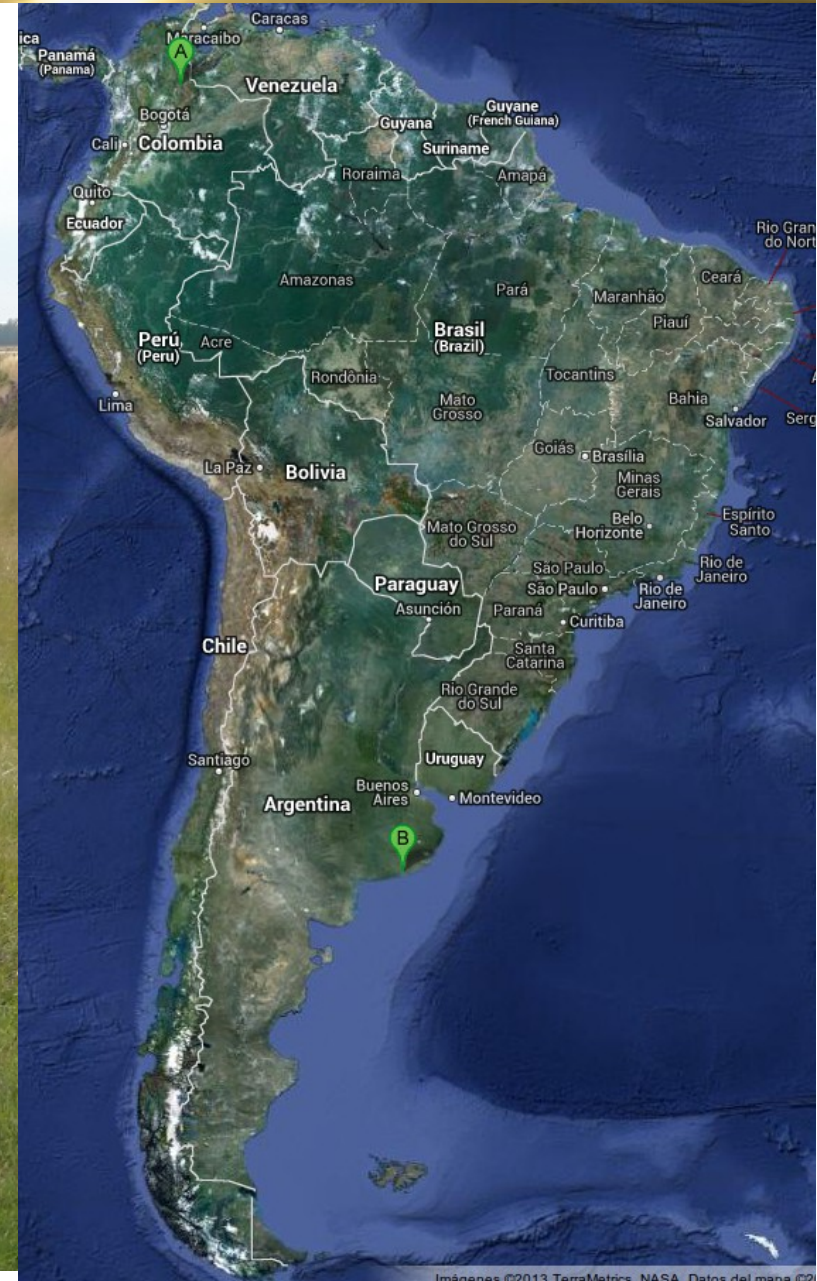 Caracas
ica
Maracaibo
A
Panamá
(Panama)
Venezuela
Guyane
(French Guiana)
Bogotá
Guyana
Cali
Colombia
Suriname
Roraima
Amapá
Quito
Ecuador
Rio Gran
do Nort
Amazonas
Pará
Ceará
Maranhão
Piauí
Perú
(Peru)
Acre
Brasil
(Brazil)
Rondônia
Tocantins
A
Lima
Mato
Grosso
Bahia
Salvador
Serg
Goiás
Brasília
La Paz
Bolivia
Minas
Gerais
Mato Grosso
do Sul
Belo
Horizonte
Espírito
Santo
São Paulo
Rio de
Janeiro
Paraguay
São Paulo
Rio de
Janeiro
Asunción
Paraná
Curitiba
Chile
Santa
Catarina
Rio Grande
do Sul
Santiago
Uruguay
Buenos
Aires
Argentina
Montevideo
B
Imágenes ©2013 TerraMetrics, NASA, Datos del mapa ©20